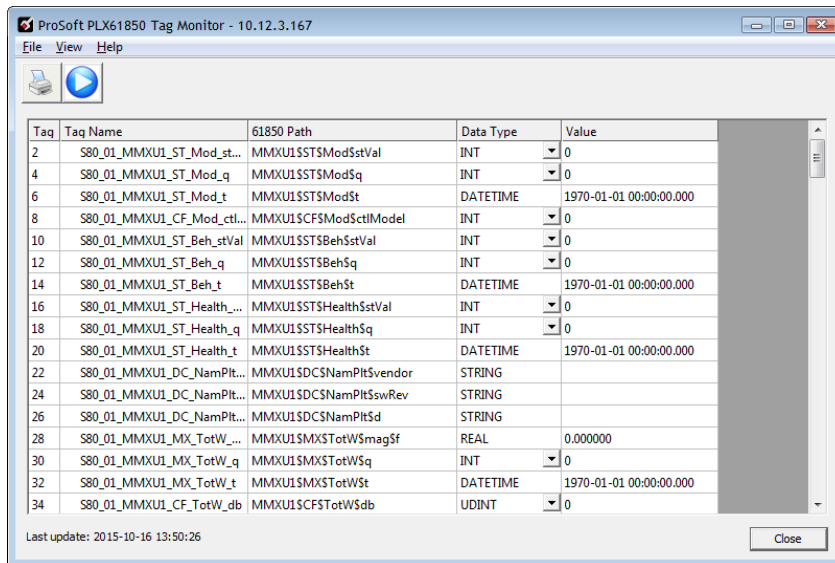 ProSoft PLX61850 Tag Monitor - 10.12.3.167
File View Help
Tag Tag Name 61850 Path Data Type Value
2 S80_01_MMXU1_ST_Mod_st... MMXU1$ST$Mod$stVal INT 0
4 S80_01_MMXU1_ST_Mod_q MMXU1$ST$Mod$q INT 0
6 S80_01_MMXU1_ST_Mod_t MMXU1$ST$Mod$t DATETIME 1970-01-01 00:00:00.000
8 S80_01_MMXU1_CF_Mod_ctl... MMXU1$CF$Mod$ctlModel INT 0
10 S80_01_MMXU1_ST_Beh_stVal MMXU1$ST$Beh$stVal INT 0
12 S80_01_MMXU1_ST_Beh_q MMXU1$ST$Beh$q INT 0
14 S80_01_MMXU1_ST_Beh_t MMXU1$ST$Beh$t DATETIME 1970-01-01 00:00:00.000
16 S80_01_MMXU1_ST_Health_... MMXU1$ST$Health$stVal INT 0
18 S80_01_MMXU1_ST_Health_q MMXU1$ST$Health$q INT 0
20 S80_01_MMXU1_ST_Health_t MMXU1$ST$Health$t DATETIME 1970-01-01 00:00:00.000
22 S80_01_MMXU1_DC_NamPlt... MMXU1$DC$NamPlt$vendor STRING
24 S80_01_MMXU1_DC_NamPlt... MMXU1$DC$NamPlt$swRev STRING
26 S80_01_MMXU1_DC_NamPlt... MMXU1$DC$NamPlt$d STRING
28 S80_01_MMXU1_MX_TotW_... MMXU1$MX$TotW$mag$f REAL 0.000000
30 S80_01_MMXU1_MX_TotW_q MMXU1$MX$TotW$q INT 0
32 S80_01_MMXU1_MX_TotW_t MMXU1$MX$TotW$t DATETIME 1970-01-01 00:00:00.000
34 S80_01_MMXU1_CF_TotW_db MMXU1$CF$TotW$db UDINT 0
Last update: 2015-10-16 13:50:26
Close